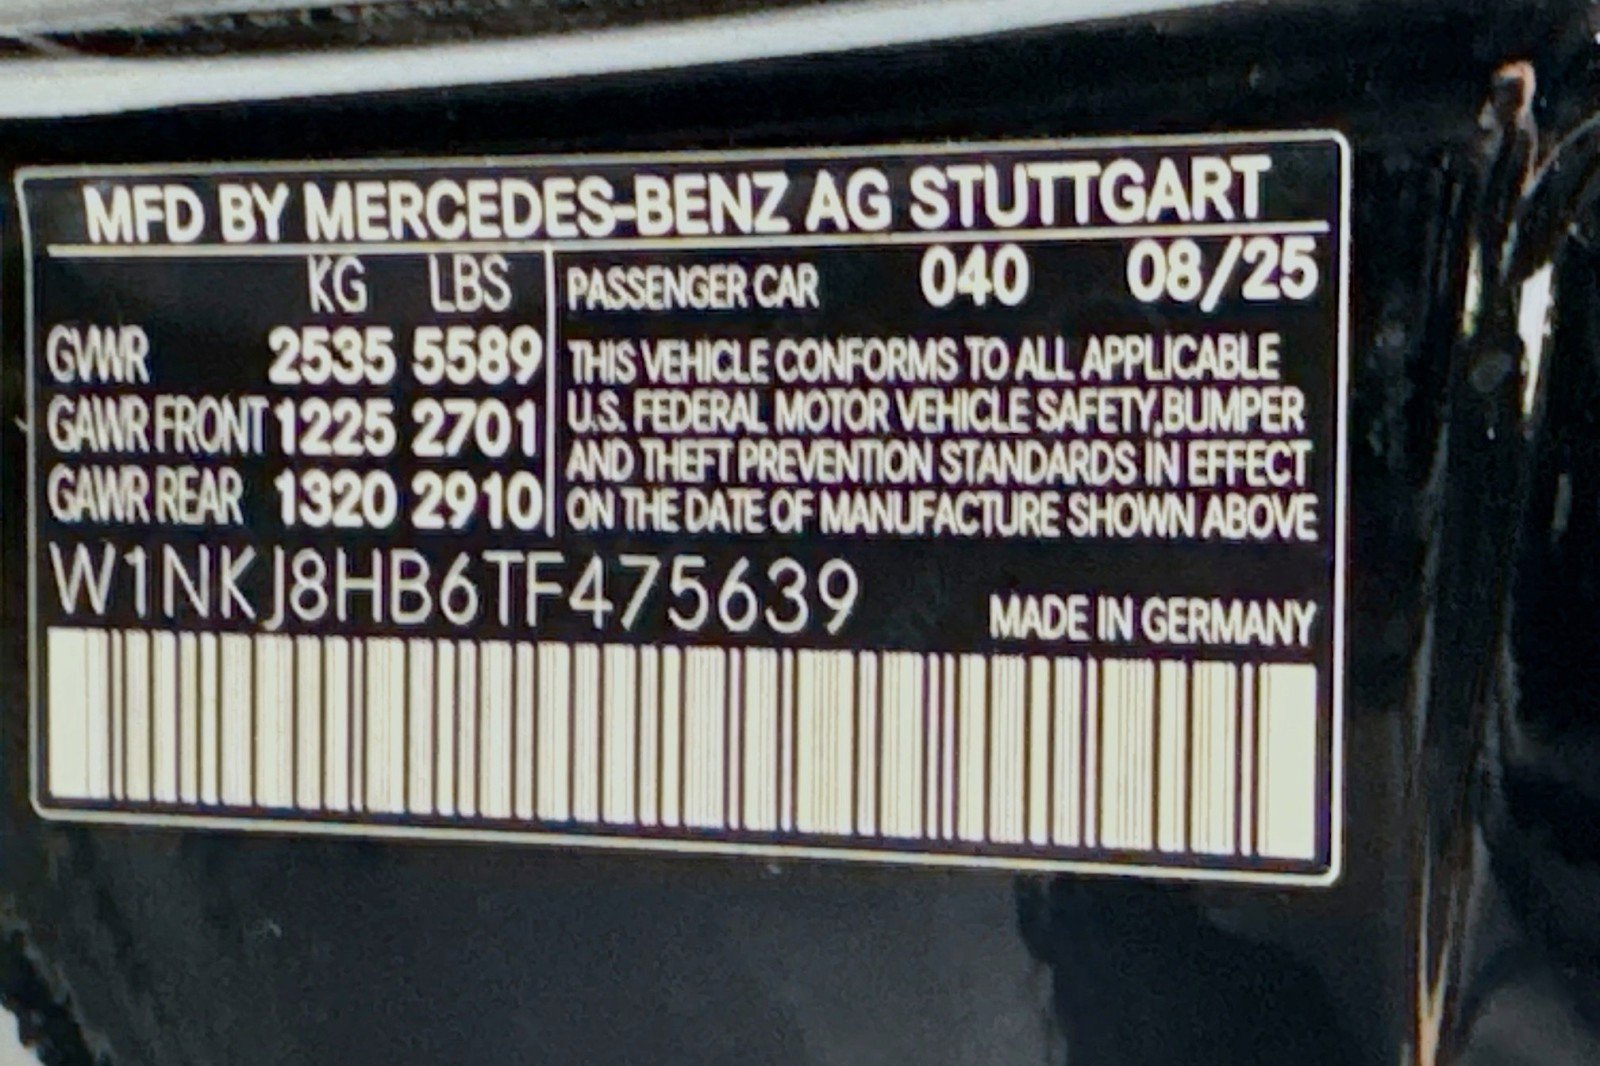 MFD BY MERCEDES-BENZ AG STUTTGART
KG LBS
GVWR 2535 5589
GAWR FRONT 1225 2701
GAWR REAR 1320 2910
PASSENGER CAR 040 08/25
THIS VEHICLE CONFORMS TO ALL APPLICABLE
U.S. FEDERAL MOTOR VEHICLE SAFETY,BUMPER
AND THEFT PREVENTION STANDARDS IN EFFECT
ON THE DATE OF MANUFACTURE SHOWN ABOVE
W1NKJ8HB6TF475639
MADE IN GERMANY